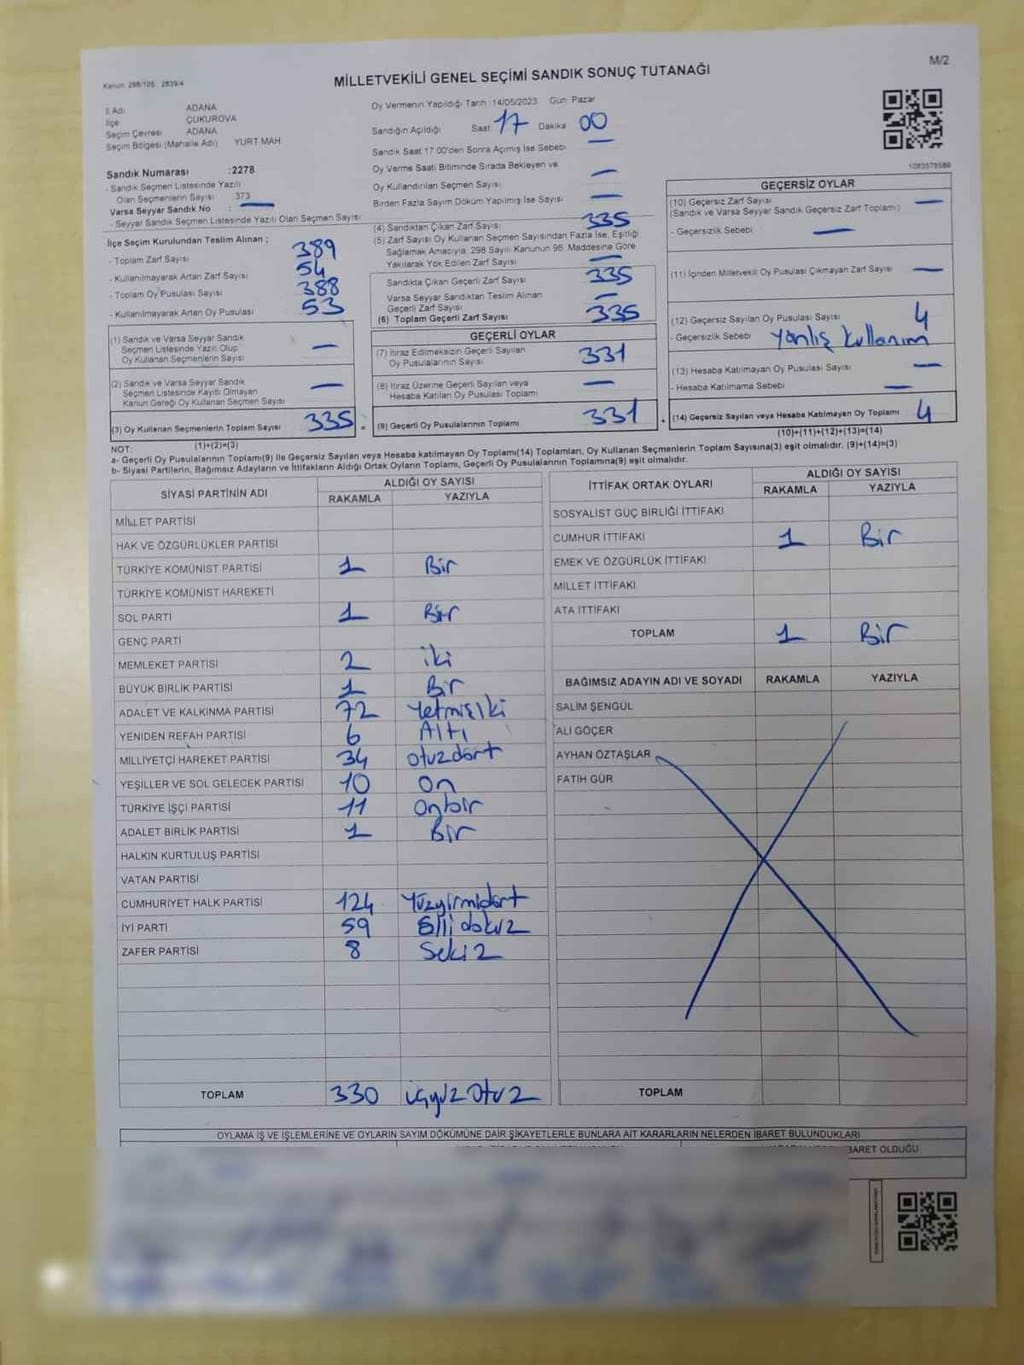 M/2
Kanun: 298/105 2839/4
MİLLETVEKİLİ GENEL SEÇİMİ SANDIK SONUÇ TUTANAĞI
İl Adı ADANA
İlçe ÇUKUROVA
Seçim Çevresi ADANA
Seçim Bölgesi (Mahalle Adı) YURT MAH
Sandık Numarası :2278
- Sandık Seçmen Listesinde Yazılı
Olan Seçmenlerin Sayısı 373
Varsa Seyyar Sandık No : —
- Seyyar Sandık Seçmen Listesinde Yazılı Olan Seçmen Sayısı
İlçe Seçim Kurulundan Teslim Alınan ;
- Toplam Zarf Sayısı 389
- Kullanılmayarak Artan Zarf Sayısı 54
- Toplam Oy Pusulası Sayısı 388
- Kullanılmayarak Artan Oy Pusulası 53
(1) Sandık ve Varsa Seyyar Sandık
Seçmen Listesinde Yazılı Olup —
Oy Kullanan Seçmenlerin Sayısı
(2) Sandık ve Varsa Seyyar Sandık
Seçmen Listesinde Kayıtlı Olmayan —
Kanun Gereği Oy Kullanan Seçmen Sayısı
(3) Oy Kullanan Seçmenlerin Toplam Sayısı 335
(1)+(2)=(3)
Oy Vermenin Yapıldığı Tarih :14/05/2023 Gün: Pazar
Sandığın Açıldığı Saat 17 Dakika 00
Sandık Saat 17:00'den Sonra Açımış İse Sebebi —
Oy Verme Saati Bitiminde Sırada Bekleyen ve
Oy Kullandırılan Seçmen Sayısı —
Birden Fazla Sayım Döküm Yapılmış İse Sayısı —
(4) Sandıktan Çıkan Zarf Sayısı 335
(5) Zarf Sayısı Oy Kullanan Seçmen Sayısından Fazla İse, Eşitliği
Sağlamak Amacıyla, 298 Sayılı Kanunun 98. Maddesine Göre
Yakılarak Yok Edilen Zarf Sayısı —
Sandıkta Çıkan Geçerli Zarf Sayısı 335
Varsa Seyyar Sandıktan Teslim Alınan
Geçerli Zarf Sayısı —
(6) Toplam Geçerli Zarf Sayısı 335
GEÇERLİ OYLAR
(7) İtiraz Edilmeksizin Geçerli Sayılan
Oy Pusulalarının Sayısı 331
(8) İtiraz Üzerine Geçerli Sayılan veya
Hesaba Katılan Oy Pusulası Toplamı —
(9) Geçerli Oy Pusulalarının Toplamı 331
1083578586
GEÇERSİZ OYLAR
(10) Geçersiz Zarf Sayısı —
(Sandık ve Varsa Seyyar Sandık Geçersiz Zarf Toplamı)
- Geçersizlik Sebebi —
(11) İçinden Milletvekili Oy Pusulası Çıkmayan Zarf Sayısı —
(12) Geçersiz Sayılan Oy Pusulası Sayısı 4
- Geçersizlik Sebebi Yanlış kullanım
(13) Hesaba Katılmayan Oy Pusulası Sayısı —
- Hesaba Katılmama Sebebi —
(14) Geçersiz Sayılan veya Hesaba Katılmayan Oy Toplamı 4
(10)+(11)+(12)+(13)=(14)
NOT:
a- Geçerli Oy Pusulalarının Toplamı(9) ile Geçersiz Sayılan veya Hesaba Katılmayan Oy Toplamı(14) Toplamları, Oy Kullanan Seçmenlerin Toplam Sayısına(3) eşit olmalıdır. (9)+(14)=(3)
b- Siyasi Partilerin, Bağımsız Adayların ve İttifakların Aldığı Ortak Oyların Toplamı, Geçerli Oy Pusulalarının Toplamına(9) eşit olmalıdır.
SİYASİ PARTİNİN ADI ALDIĞI OY SAYISI
RAKAMLA YAZIYLA
MİLLET PARTİSİ
HAK VE ÖZGÜRLÜKLER PARTİSİ
TÜRKİYE KOMÜNİST PARTİSİ 1 Bir
TÜRKİYE KOMÜNİST HAREKETİ
SOL PARTİ 1 Bir
GENÇ PARTİ
MEMLEKET PARTİSİ 2 iki
BÜYÜK BİRLİK PARTİSİ 1 Bir
ADALET VE KALKINMA PARTİSİ 72 Yetmişiki
YENİDEN REFAH PARTİSİ 6 Altı
MİLLİYETÇİ HAREKET PARTİSİ 34 otuzdört
YEŞİLLER VE SOL GELECEK PARTİSİ 10 On
TÜRKİYE İŞÇİ PARTİSİ 11 Onbir
ADALET BİRLİK PARTİSİ 1 Bir
HALKIN KURTULUŞ PARTİSİ
VATAN PARTİSİ
CUMHURİYET HALK PARTİSİ 124 Yüzyirmidört
İYİ PARTİ 59 Ellidokuz
ZAFER PARTİSİ 8 Sekiz
TOPLAM 330 üçyüz otuz
İTTİFAK ORTAK OYLARI ALDIĞI OY SAYISI
RAKAMLA YAZIYLA
SOSYALİST GÜÇ BİRLİĞİ İTTİFAKI
CUMHUR İTTİFAKI 1 Bir
EMEK VE ÖZGÜRLÜK İTTİFAKI
MİLLET İTTİFAKI
ATA İTTİFAKI
TOPLAM 1 Bir
BAĞIMSIZ ADAYIN ADI VE SOYADI RAKAMLA YAZIYLA
SALİM ŞENGÜL
ALİ GÖÇER
AYHAN ÖZTAŞLAR
FATİH GÜR
TOPLAM
OYLAMA İŞ VE İŞLEMLERİNE VE OYLARIN SAYIM DÖKÜMÜNE DAİR ŞİKAYETLERLE BUNLARA AİT KARARLARIN NELERDEN İBARET BULUNDUKLARI
BARET OLDUĞU